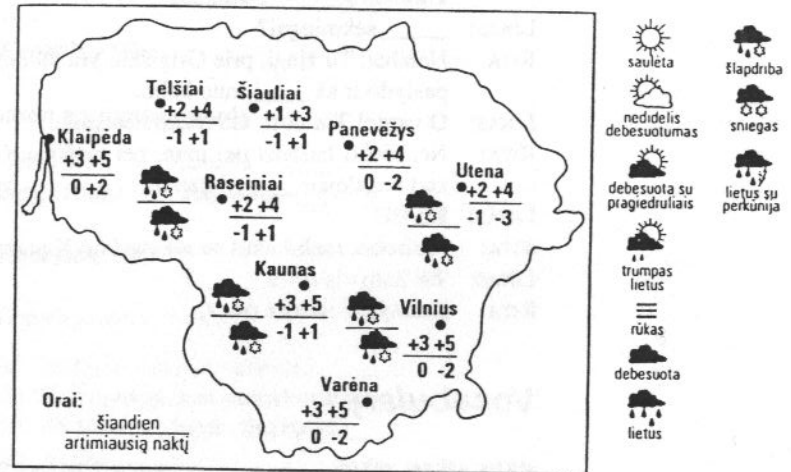 Telšiai
+2 +4
-1 +1
Šiauliai
+1 +3
-1 +1
Klaipėda
+3 +5
0 +2
Panevėžys
+2 +4
0 -2
Utena
+2 +4
-1 -3
Raseiniai
+2 +4
-1 +1
Kaunas
+3 +5
-1 +1
Vilnius
+3 +5
0 -2
Varėna
+3 +5
0 -2
Orai:
šiandien
artimiausią naktį
saulėta
nedidelis
debesuotumas
debesuota su
pragiedruliais
trumpas
lietus
rūkas
debesuota
lietus
šlapdriba
sniegas
lietus su
perkūnija